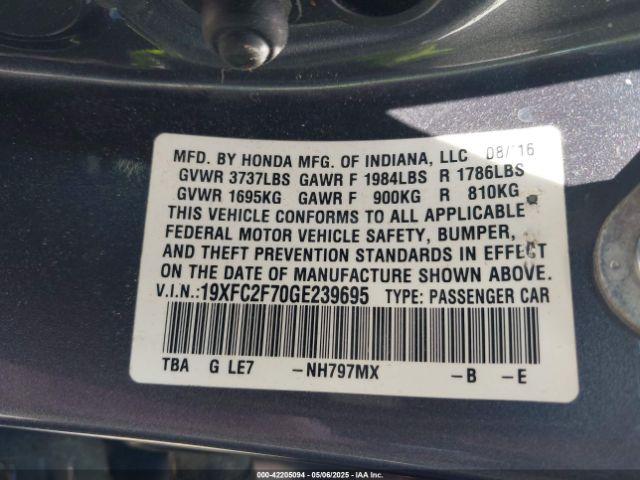 MFD. BY HONDA MFG. OF INDIANA, LLC 08/16
GVWR 3737LBS GAWR F 1984LBS R 1786LBS
GVWR 1695KG GAWR F 900KG R 810KG
THIS VEHICLE CONFORMS TO ALL APPLICABLE
FEDERAL MOTOR VEHICLE SAFETY, BUMPER,
AND THEFT PREVENTION STANDARDS IN EFFECT
ON THE DATE OF MANUFACTURE SHOWN ABOVE.
V.I.N.:19XFC2F70GE239695 TYPE: PASSENGER CAR
TBA G LE7 -NH797MX -B -E
000-42205094 - 05/06/2025 - IAAI.COM